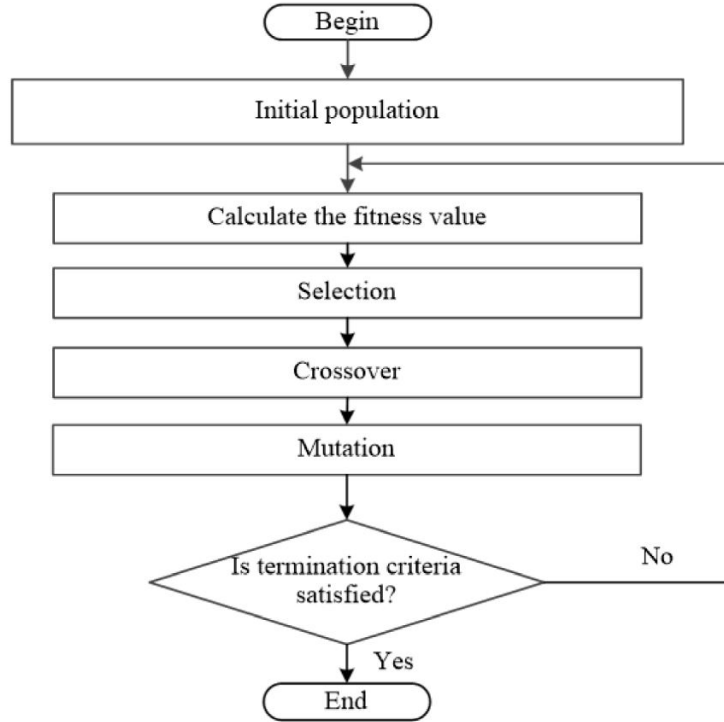 Begin
Initial population
Calculate the fitness value
Selection
Crossover
Mutation
Is termination criteria
satisfied?
No
Yes
End